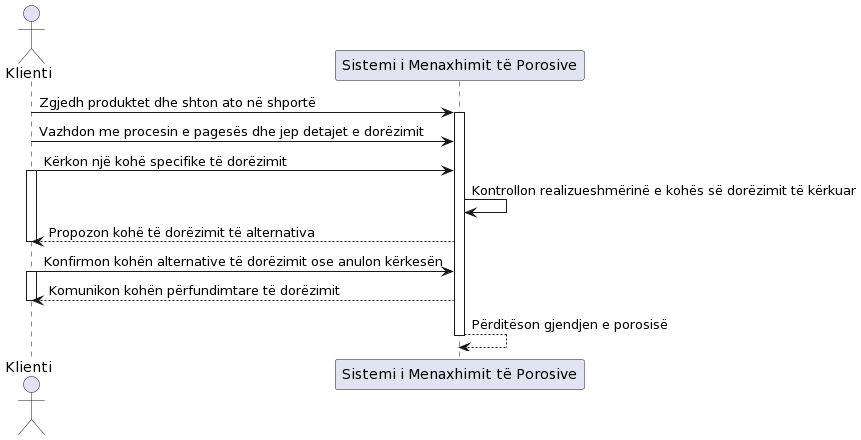 Klienti
Sistemi i Menaxhimit të Porosive
Zgjedh produktet dhe shton ato në shportë
Vazhdon me procesin e pagesës dhe jep detajet e dorëzimit
Kërkon një kohë specifike të dorëzimit
Kontrollon realizueshmërinë e kohës së dorëzimit të kërkuar
Propozon kohë të dorëzimit të alternativa
Konfirmon kohën alternative të dorëzimit ose anulon kërkesën
Komunikon kohën përfundimtare të dorëzimit
Përditëson gjendjen e porosisë
Klienti
Sistemi i Menaxhimit të Porosive